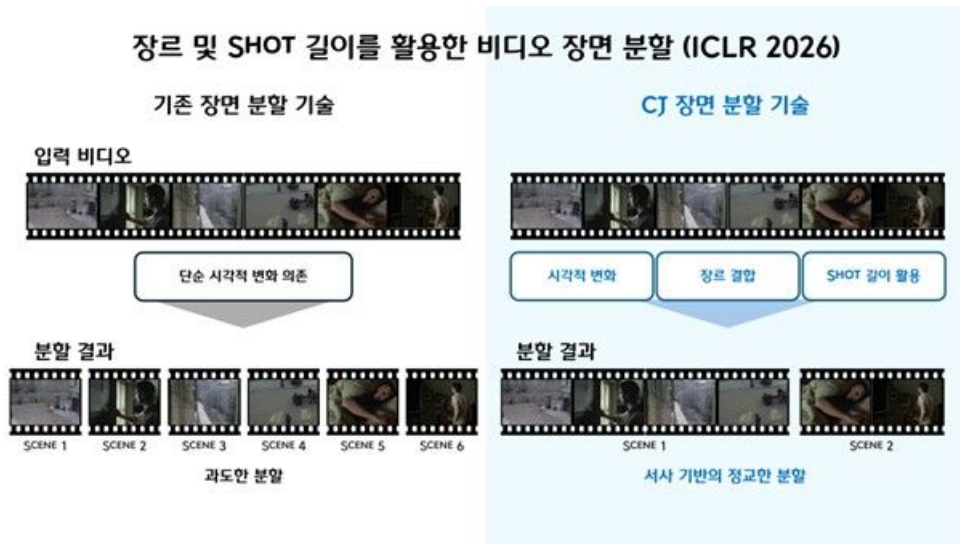 장르 및 SHOT 길이를 활용한 비디오 장면 분할 (ICLR 2026)
기존 장면 분할 기술
입력 비디오
단순 시각적 변화 의존
분할 결과
SCENE 1
SCENE 2
SCENE 3
SCENE 4
SCENE 5
SCENE 6
과도한 분할
CJ 장면 분할 기술
시각적 변화
장르 결합
SHOT 길이 활용
분할 결과
SCENE 1
SCENE 2
서사 기반의 정교한 분할